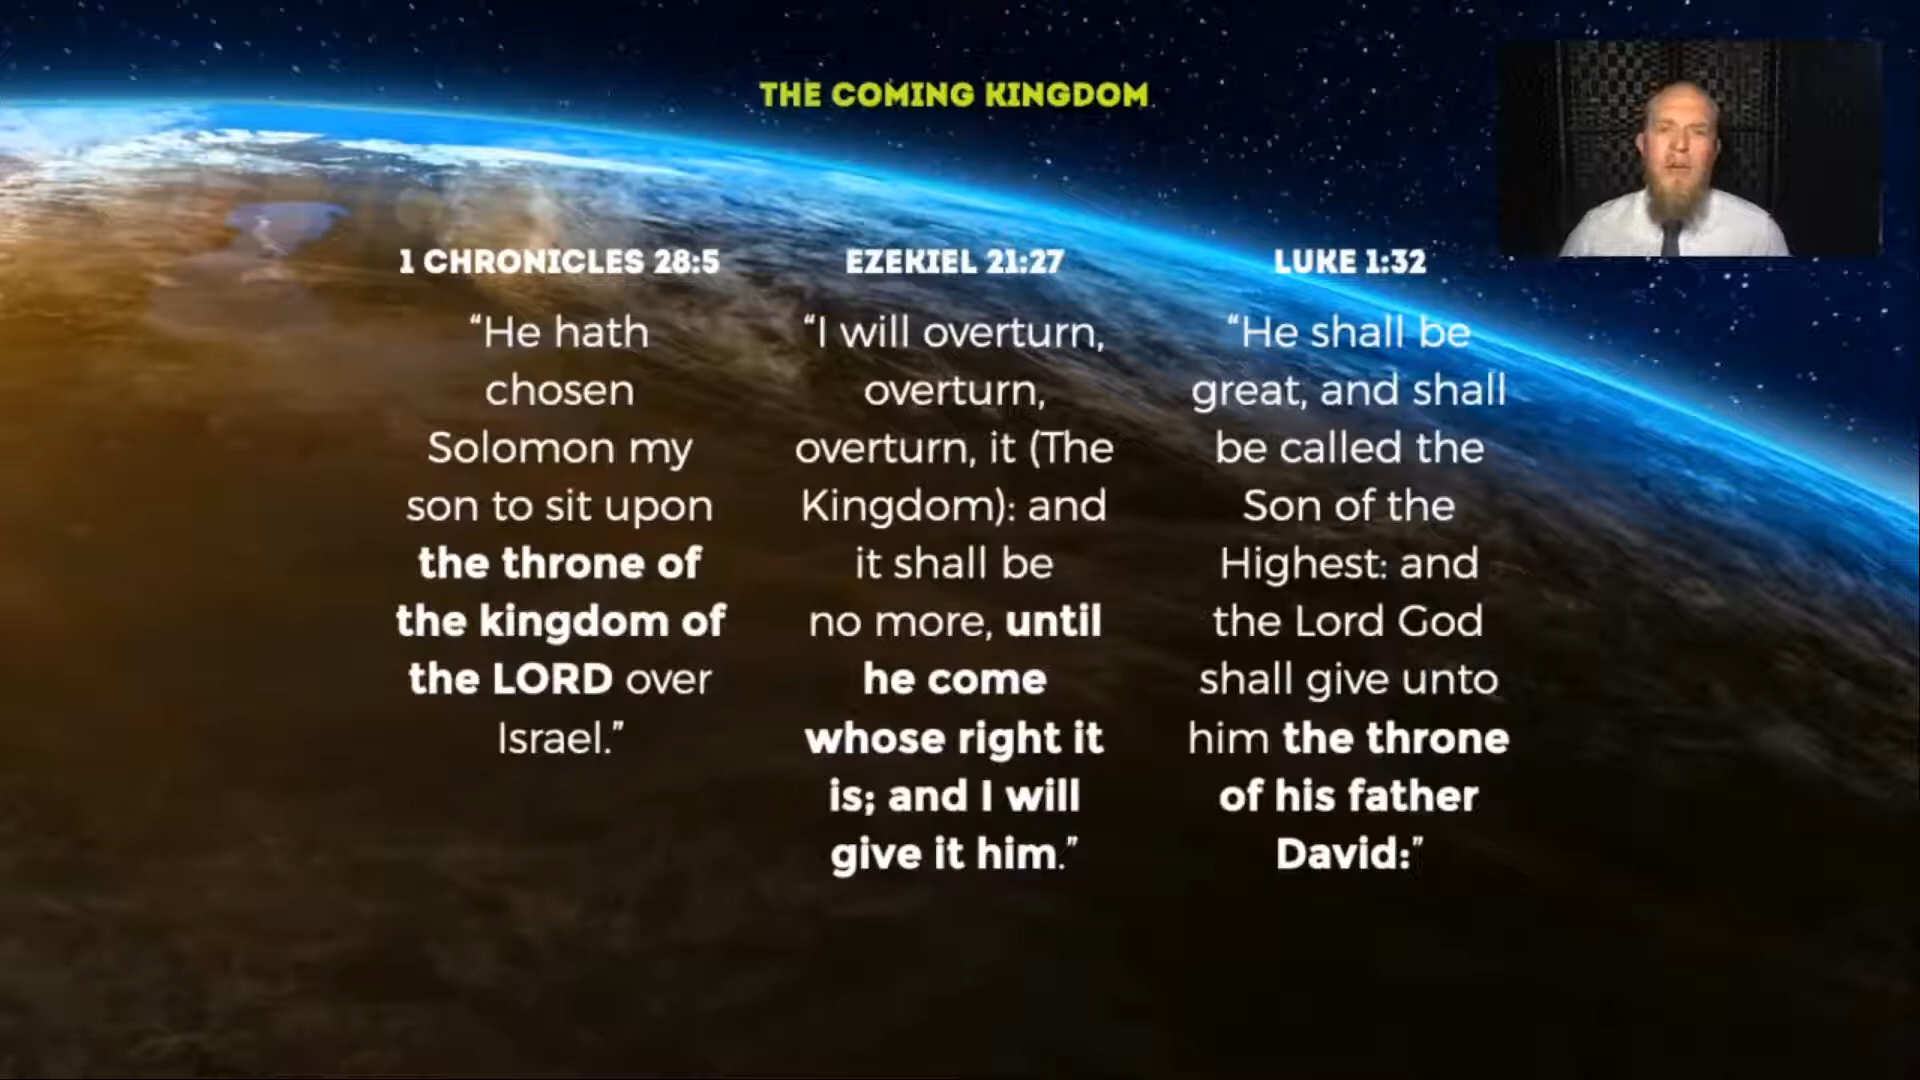 THE COMING KINGDOM
1 CHRONICLES 28:5
“He hath
chosen
Solomon my
son to sit upon
the throne of
the kingdom of
the LORD over
Israel.”
EZEKIEL 21:27
“I will overturn,
overturn,
overturn, it (The
Kingdom): and
it shall be
no more, until
he come
whose right it
is; and I will
give it him.”
LUKE 1:32
“He shall be
great, and shall
be called the
Son of the
Highest: and
the Lord God
shall give unto
him the throne
of his father
David:”